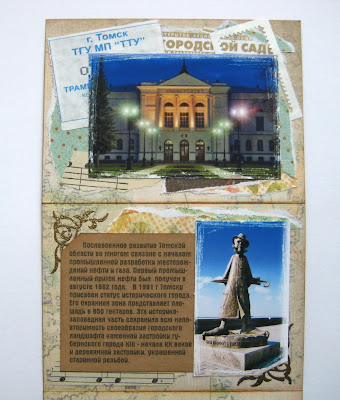 г. Томск
ТГУ МП "ТТУ"
ГОРОДСКОЙ САД
ТРАМ
Послевоенное развитие Томской
области во многом связано с началом
промышленной разработки месторож-
дений нефти и газа. Первый промыш-
ленный приток нефти был получен в
августе 1962 года. В 1991 г Томску
присвоен статус исторического города.
Его охранная зона представляет пло-
щадь в 950 гектаров. Эта историко-
заповедная часть сохранила всю непо-
вторимость своеобразия городского
ландшафта каменной застройки гу-
бернского города XIX - начала XX веков
и деревянной застройки, украшенной
старинной резьбой.